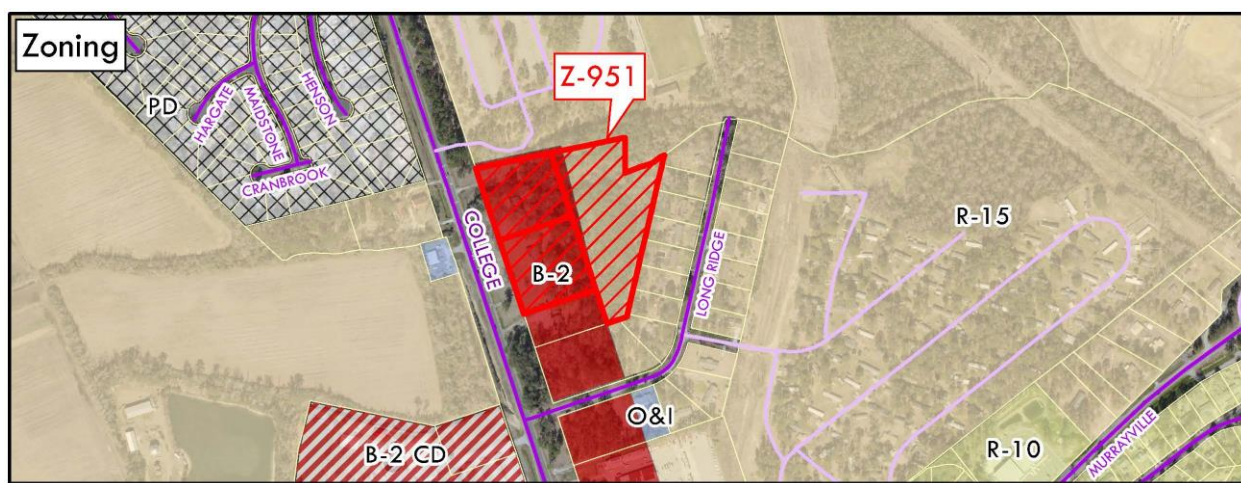 Zoning
Z-951
PD
HARGATE
MAIDSTONE
HENSON
CRANBROOK
COLLEGE
B-2
LONG RIDGE
R-15
O&I
B-2 CD
R-10
MURRAYVILLE